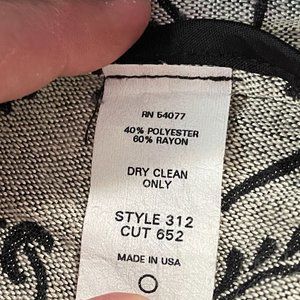 RN 54077
40% POLYESTER
60% RAYON
DRY CLEAN
ONLY
STYLE 312
CUT 652
MADE IN USA